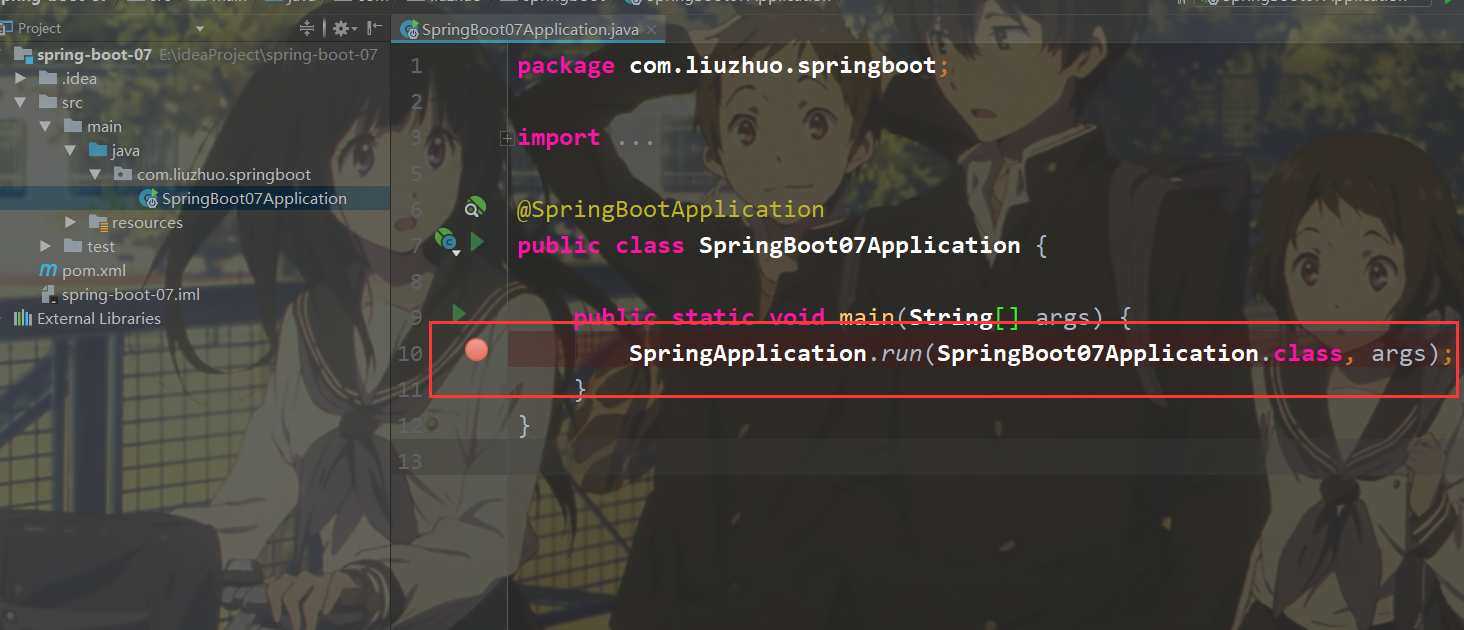 Project
spring-boot-07 E:\ideaProject\spring-boot-07
.idea
src
main
java
com.liuzhuo.springboot
SpringBoot07Application
resources
test
pom.xml
spring-boot-07.iml
External Libraries
SpringBoot07Application.java
1 package com.liuzhuo.springboot;
2
3 import ...
5
6 @SpringBootApplication
7 public class SpringBoot07Application {
8
9 public static void main(String[] args) {
10 SpringApplication.run(SpringBoot07Application.class, args);
11 }
12 }
13